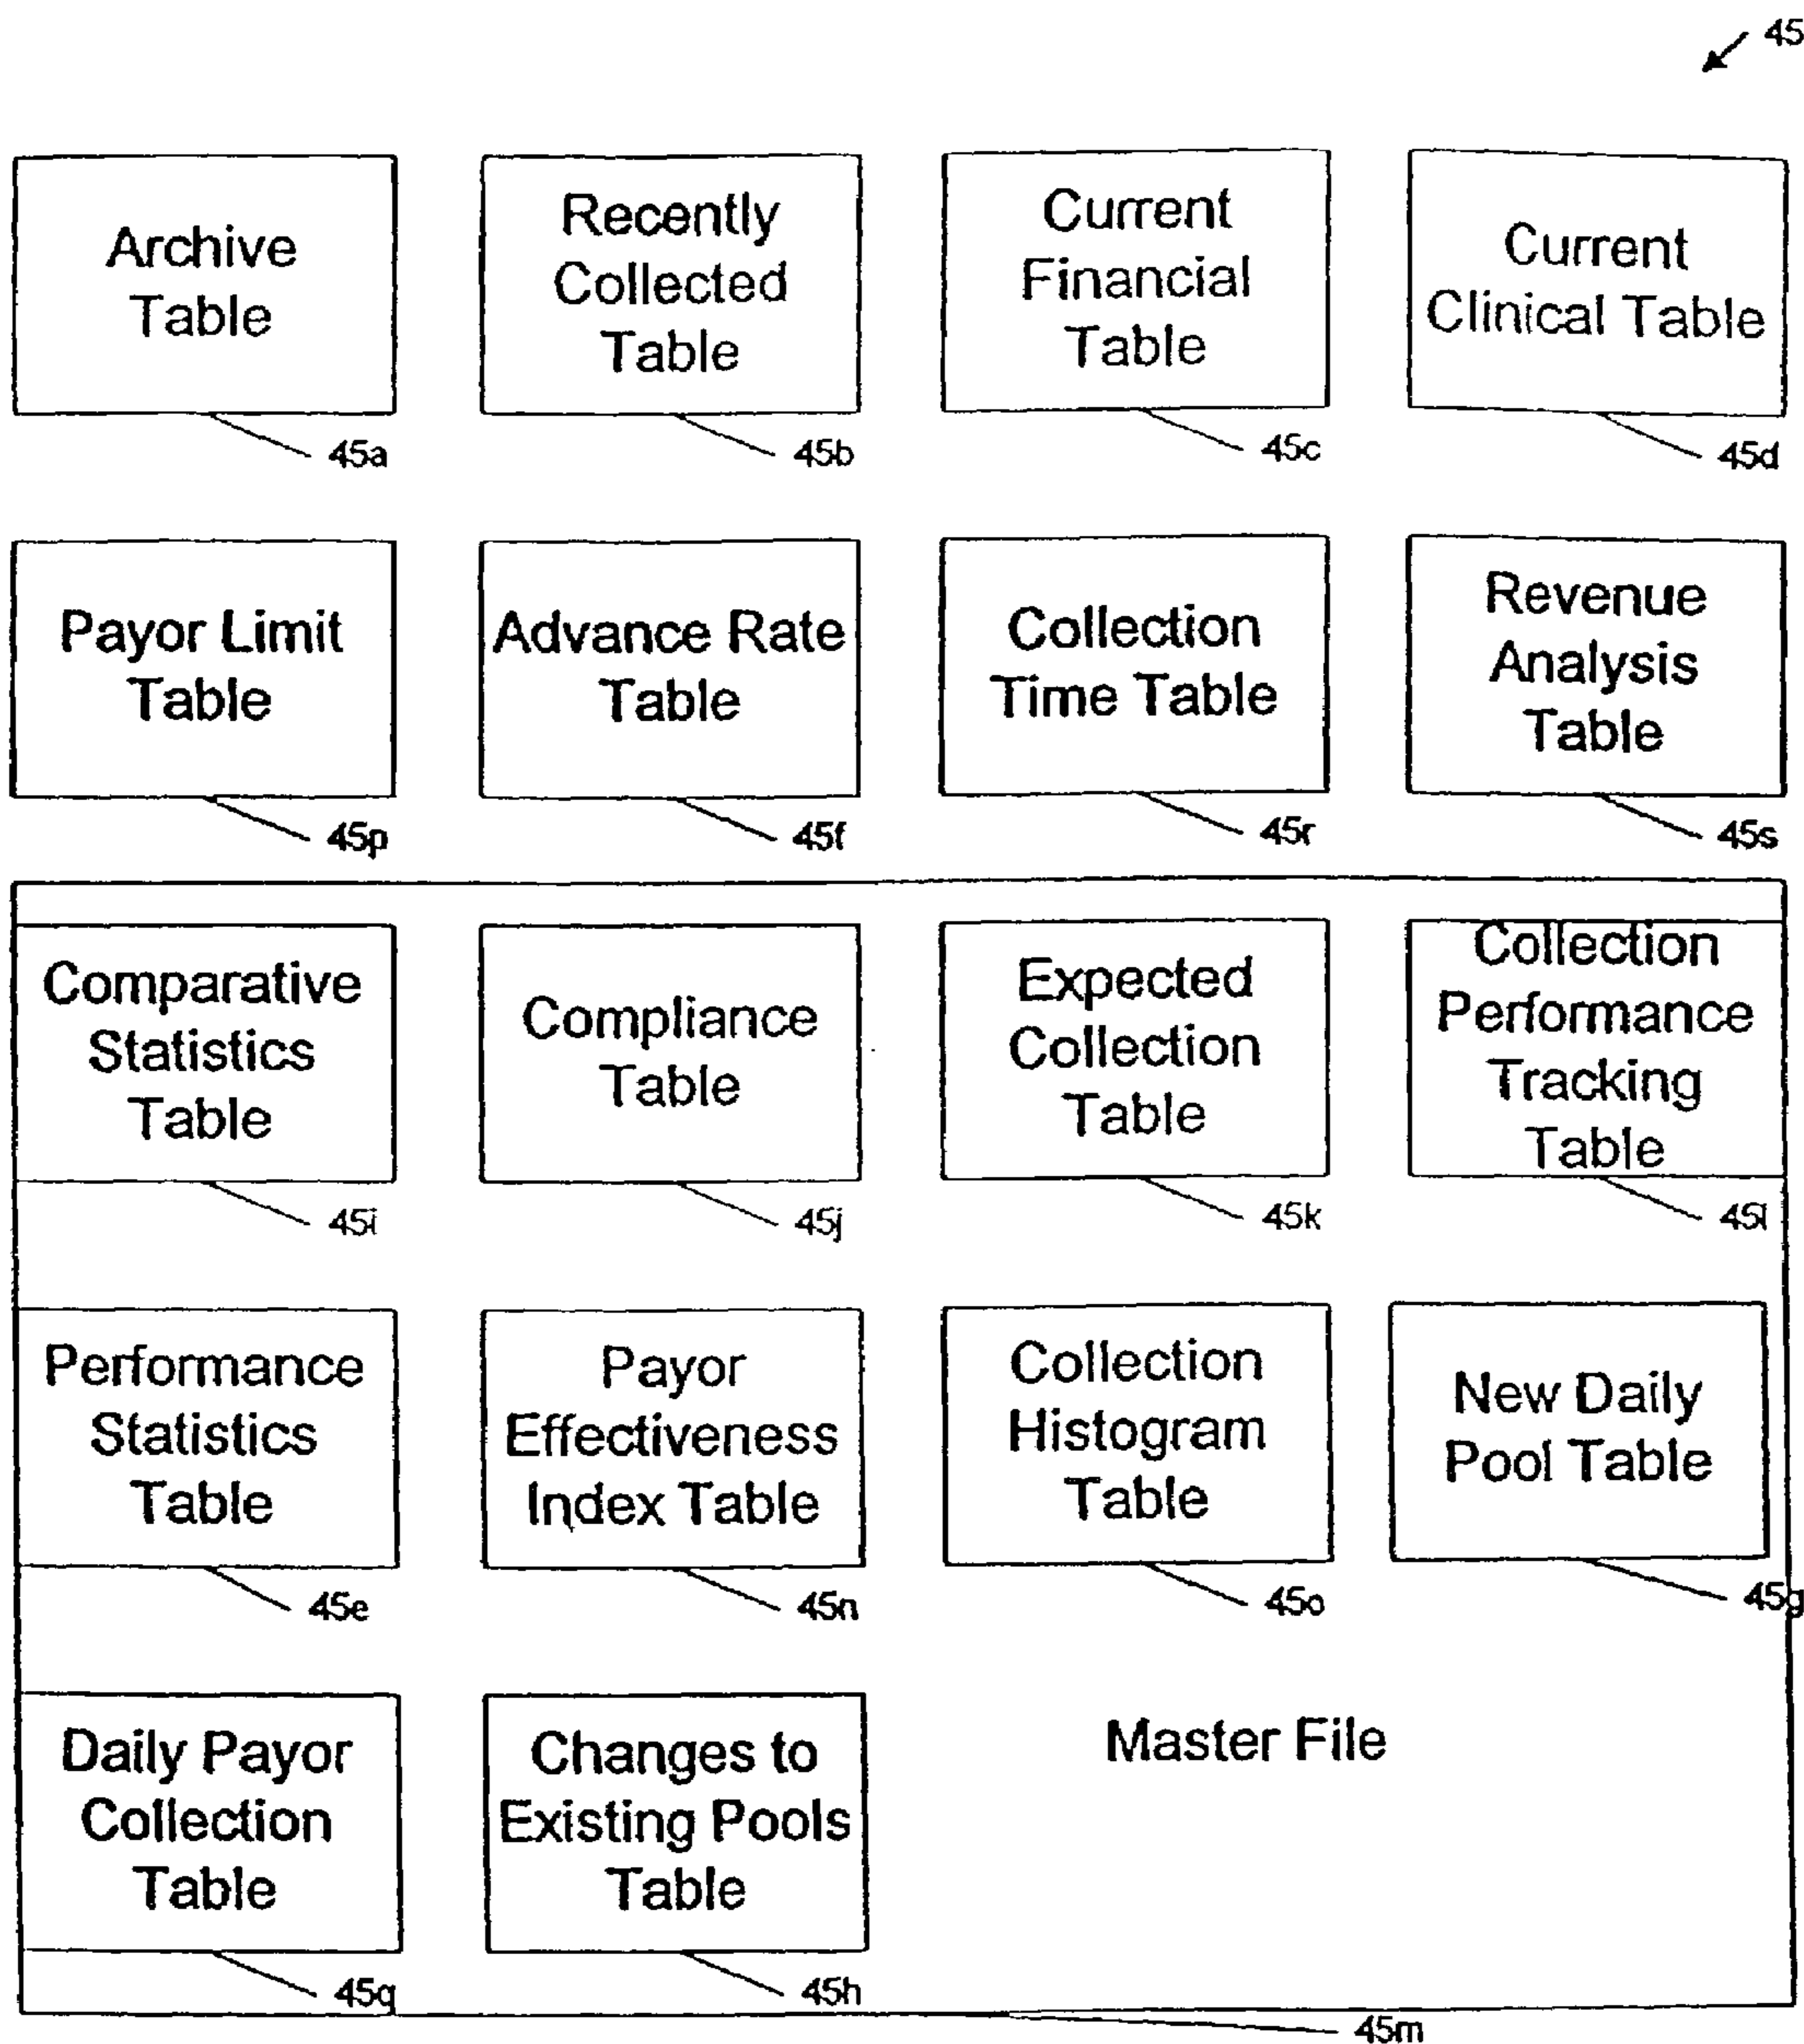 45
Archive
Table
45a
Recently
Collected
Table
45b
Current
Financial
Table
45c
Current
Clinical Table
45d
Payor Limit
Table
45p
Advance Rate
Table
45f
Collection
Time Table
45r
Revenue
Analysis
Table
45s
Comparative
Statistics
Table
45i
Compliance
Table
45j
Expected
Collection
Table
45k
Collection
Performance
Tracking
Table
45l
Performance
Statistics
Table
45e
Payor
Effectiveness
Index Table
45n
Collection
Histogram
Table
45o
New Daily
Pool Table
45g
Daily Payor
Collection
Table
45q
Changes to
Existing Pools
Table
45h
Master File
45m